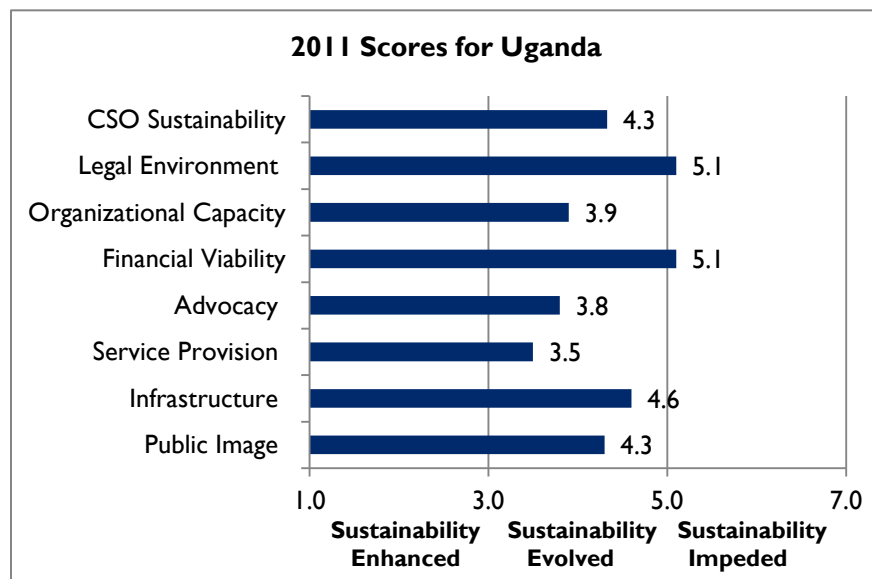 2011 Scores for Uganda
CSO Sustainability 4.3
Legal Environment 5.1
Organizational Capacity 3.9
Financial Viability 5.1
Advocacy 3.8
Service Provision 3.5
Infrastructure 4.6
Public Image 4.3
1.0 3.0 5.0 7.0
Sustainability Sustainability Sustainability
Enhanced Evolved Impeded